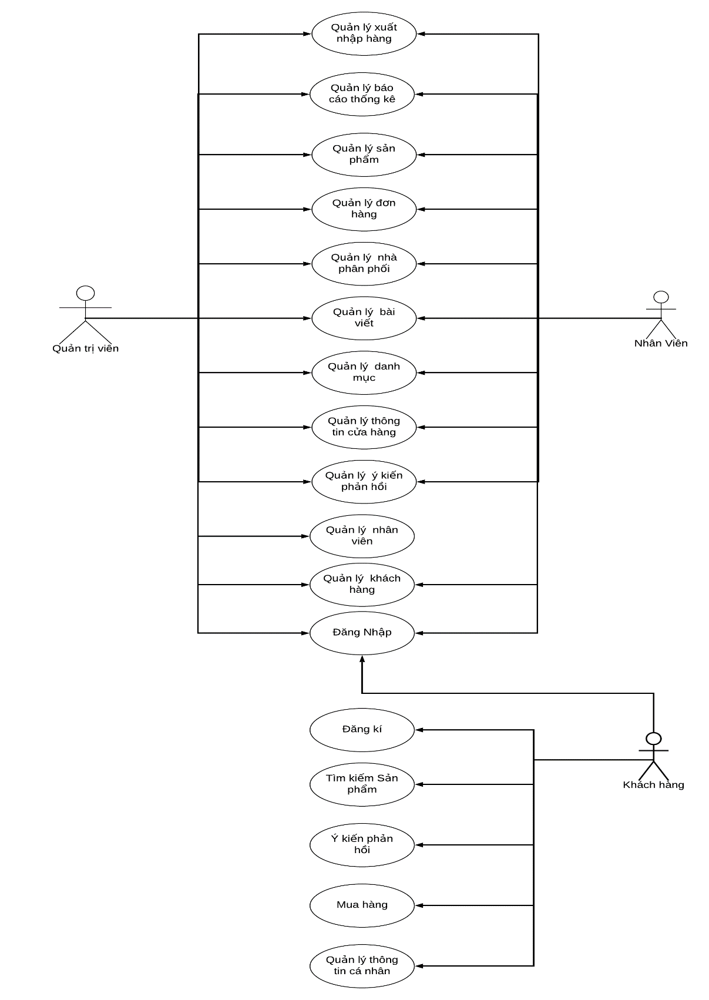 Quản lý xuất
nhập hàng
Quản lý báo
cáo thống kê
Quản lý sản
phẩm
Quản lý đơn
hàng
Quản lý nhà
phân phối
Quản lý bài
viết
Quản trị viên
Nhân Viên
Quản lý danh
mục
Quản lý thông
tin cửa hàng
Quản lý ý kiến
phản hồi
Quản lý nhân
viên
Quản lý khách
hàng
Đăng Nhập
Đăng kí
Khách hàng
Tìm kiếm Sản
phẩm
Ý kiến phản
hồi
Mua hàng
Quản lý thông
tin cá nhân